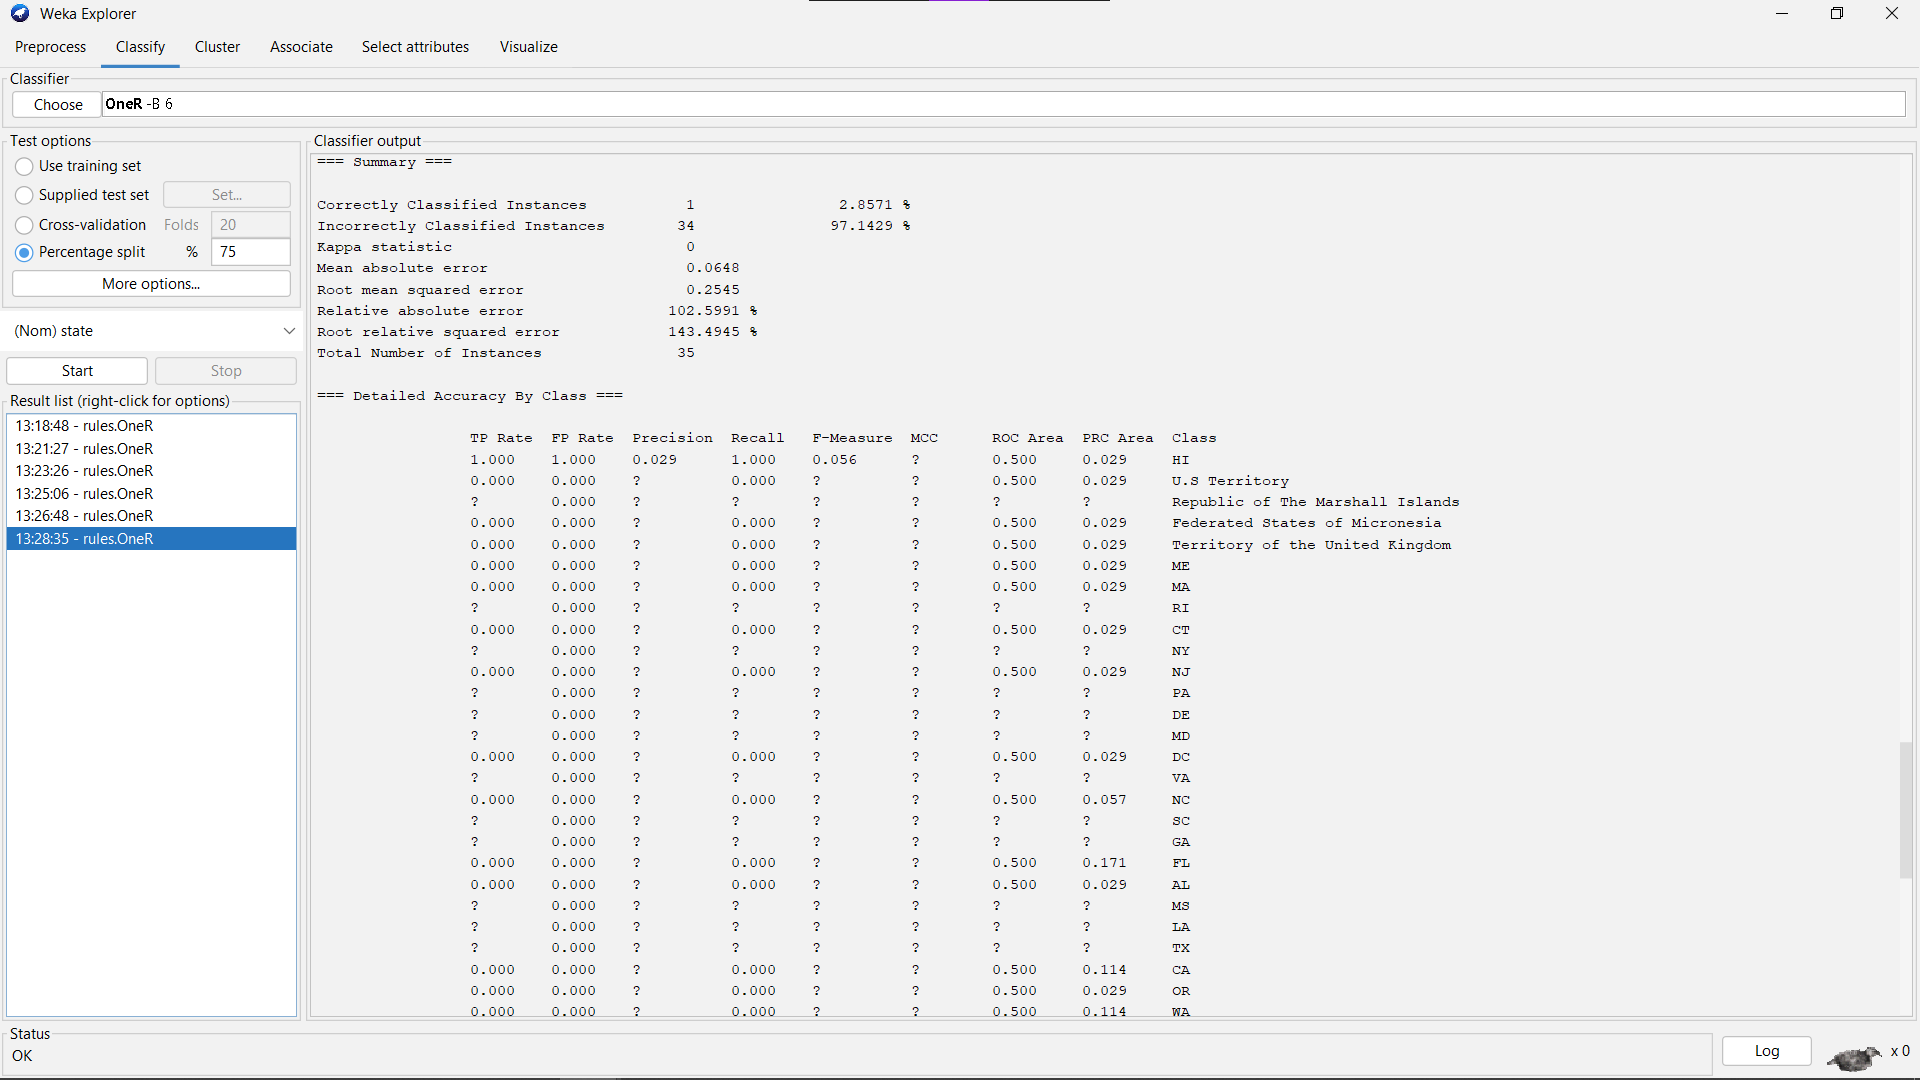 Weka Explorer
Preprocess Classify Cluster Associate Select attributes Visualize
Classifier
Choose OneR -B 6
Test options
Use training set
Supplied test set Set...
Cross-validation Folds 20
Percentage split % 75
More options...
(Nom) state
Start Stop
Result list (right-click for options)
13:18:48 - rules.OneR
13:21:27 - rules.OneR
13:23:26 - rules.OneR
13:25:06 - rules.OneR
13:26:48 - rules.OneR
13:28:35 - rules.OneR
Classifier output
=== Summary ===
Correctly Classified Instances 1 2.8571 %
Incorrectly Classified Instances 34 97.1429 %
Kappa statistic 0
Mean absolute error 0.0648
Root mean squared error 0.2545
Relative absolute error 102.5991 %
Root relative squared error 143.4945 %
Total Number of Instances 35
=== Detailed Accuracy By Class ===
TP Rate FP Rate Precision Recall F-Measure MCC ROC Area PRC Area Class
1.000 1.000 0.029 1.000 0.056 ? 0.500 0.029 HI
0.000 0.000 ? 0.000 ? ? 0.500 0.029 U.S Territory
? 0.000 ? ? ? ? ? ? Republic of The Marshall Islands
0.000 0.000 ? 0.000 ? ? 0.500 0.029 Federated States of Micronesia
0.000 0.000 ? 0.000 ? ? 0.500 0.029 Territory of the United Kingdom
0.000 0.000 ? 0.000 ? ? 0.500 0.029 ME
0.000 0.000 ? 0.000 ? ? 0.500 0.029 MA
? 0.000 ? ? ? ? ? ? RI
0.000 0.000 ? 0.000 ? ? 0.500 0.029 CT
? 0.000 ? ? ? ? ? ? NY
0.000 0.000 ? 0.000 ? ? 0.500 0.029 NJ
? 0.000 ? ? ? ? ? ? PA
? 0.000 ? ? ? ? ? ? DE
? 0.000 ? ? ? ? ? ? MD
0.000 0.000 ? 0.000 ? ? 0.500 0.029 DC
? 0.000 ? ? ? ? ? ? VA
0.000 0.000 ? 0.000 ? ? 0.500 0.057 NC
? 0.000 ? ? ? ? ? ? SC
? 0.000 ? ? ? ? ? ? GA
0.000 0.000 ? 0.000 ? ? 0.500 0.171 FL
0.000 0.000 ? 0.000 ? ? 0.500 0.029 AL
? 0.000 ? ? ? ? ? ? MS
? 0.000 ? ? ? ? ? ? LA
? 0.000 ? ? ? ? ? ? TX
0.000 0.000 ? 0.000 ? ? 0.500 0.114 CA
0.000 0.000 ? 0.000 ? ? 0.500 0.029 OR
0.000 0.000 ? 0.000 ? ? 0.500 0.114 WA
Status
OK
Log x 0